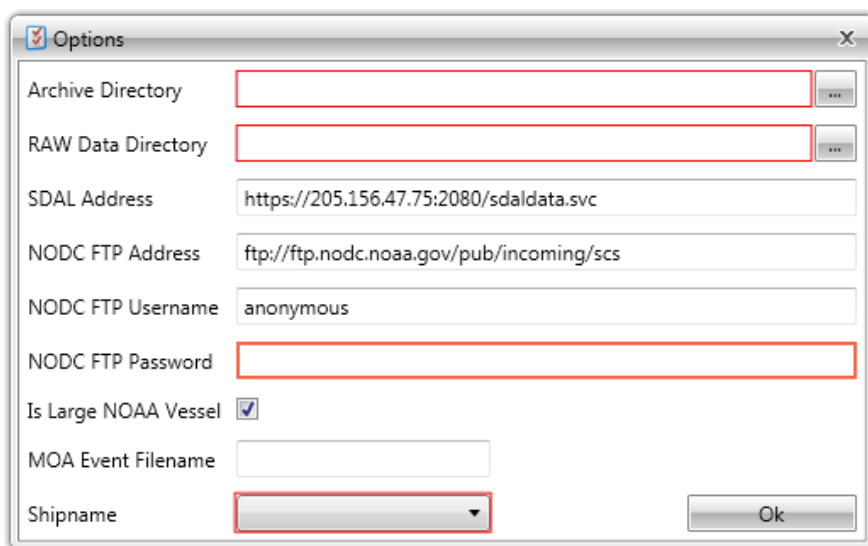 Options
Archive Directory
...
RAW Data Directory
...
SDAL Address https://205.156.47.75:2080/sdaldata.svc
NODC FTP Address ftp://ftp.nodc.noaa.gov/pub/incoming/scs
NODC FTP Username anonymous
NODC FTP Password
Is Large NOAA Vessel
MOA Event Filename
Shipname Ok